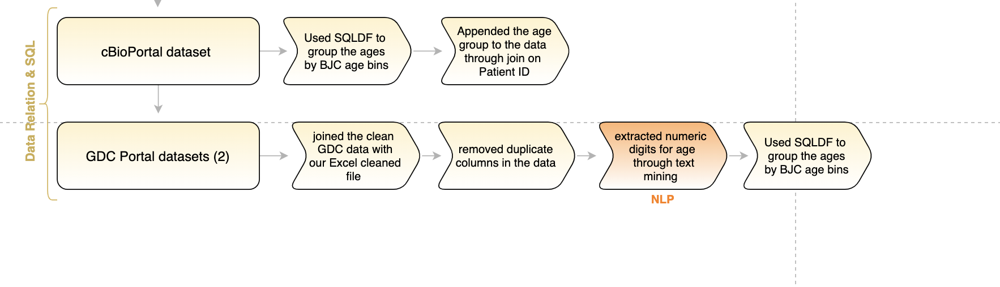 Data Relation & SQL
cBioPortal dataset
Used SQLDF to
group the ages
by BJC age bins
Appended the age
group to the data
through join on
Patient ID
GDC Portal datasets (2)
joined the clean
GDC data with
our Excel cleaned
file
removed duplicate
columns in the data
extracted numeric
digits for age
through text
mining
NLP
Used SQLDF to
group the ages
by BJC age bins